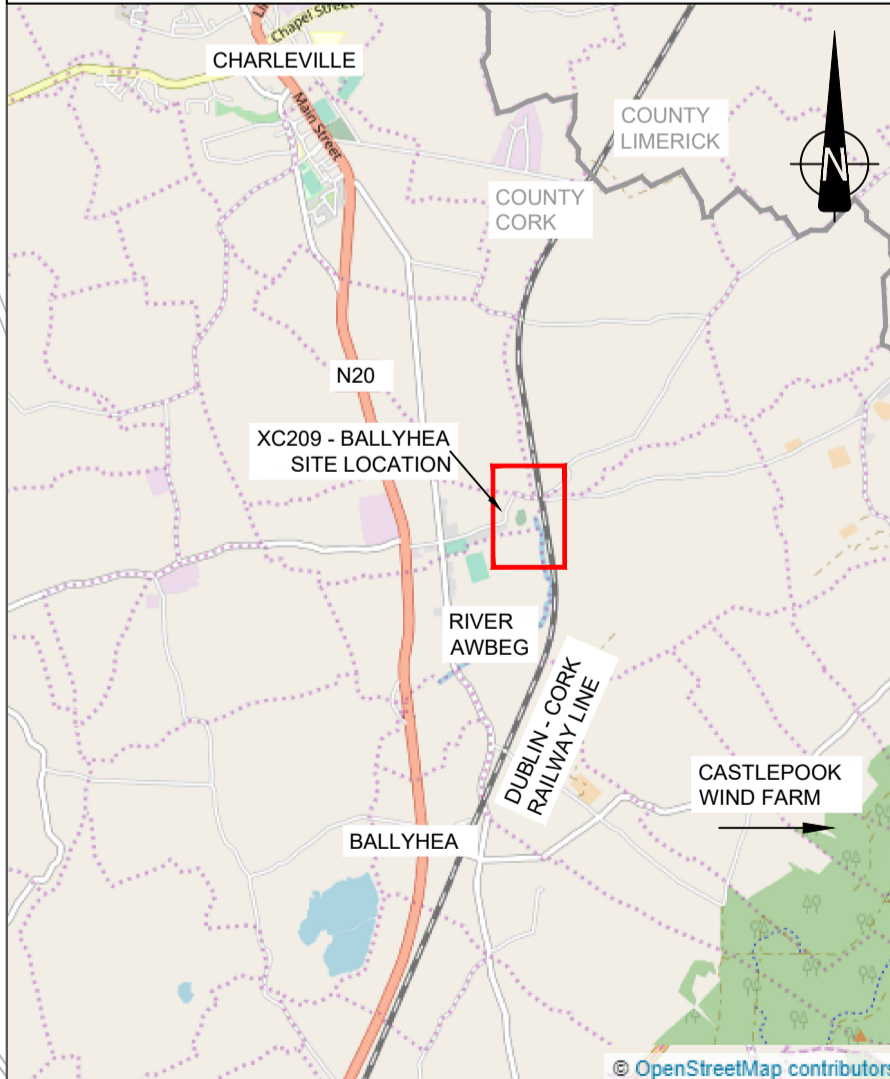 Chapel Street
CHARLEVILLE
Main Street
COUNTY
LIMERICK
N
COUNTY
CORK
N20
XC209 - BALLYHEA
SITE LOCATION
RIVER
AWBEG
DUBLIN - CORK
RAILWAY LINE
CASTLEPOOK
WIND FARM
BALLYHEA
© OpenStreetMap contributors